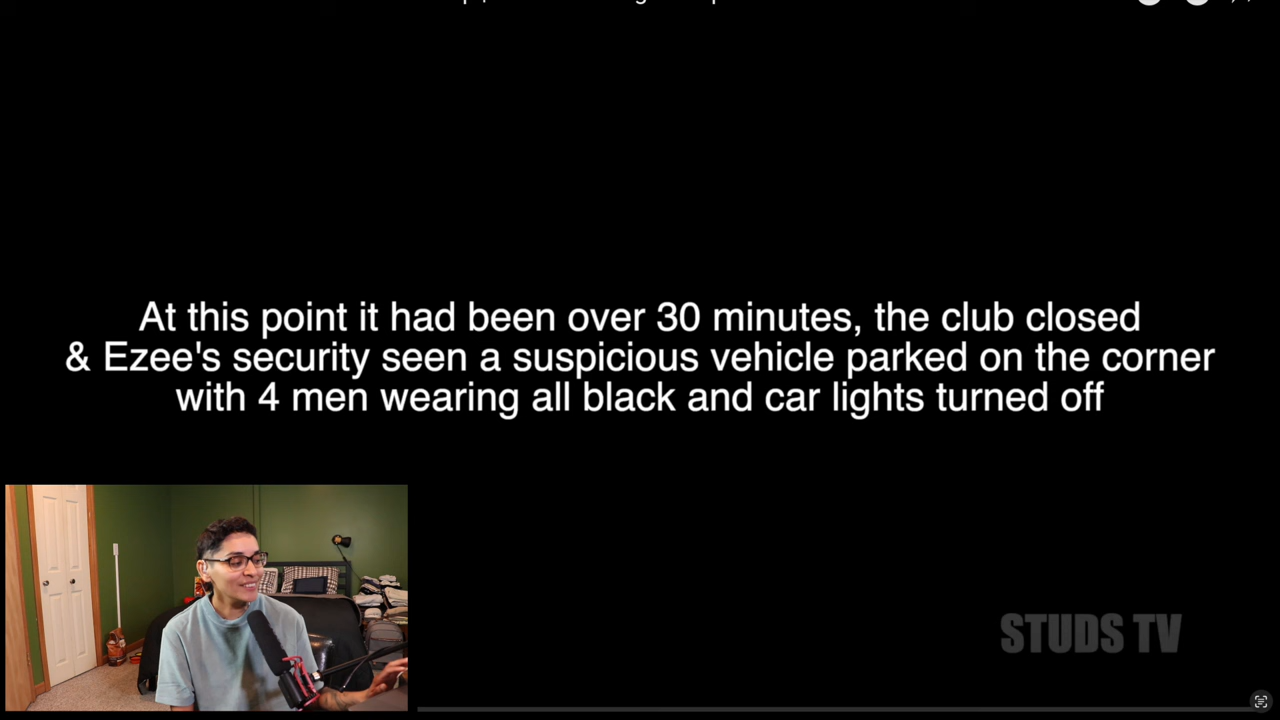 At this point it had been over 30 minutes, the club closed
& Ezee's security seen a suspicious vehicle parked on the corner
with 4 men wearing all black and car lights turned off
STUDS TV